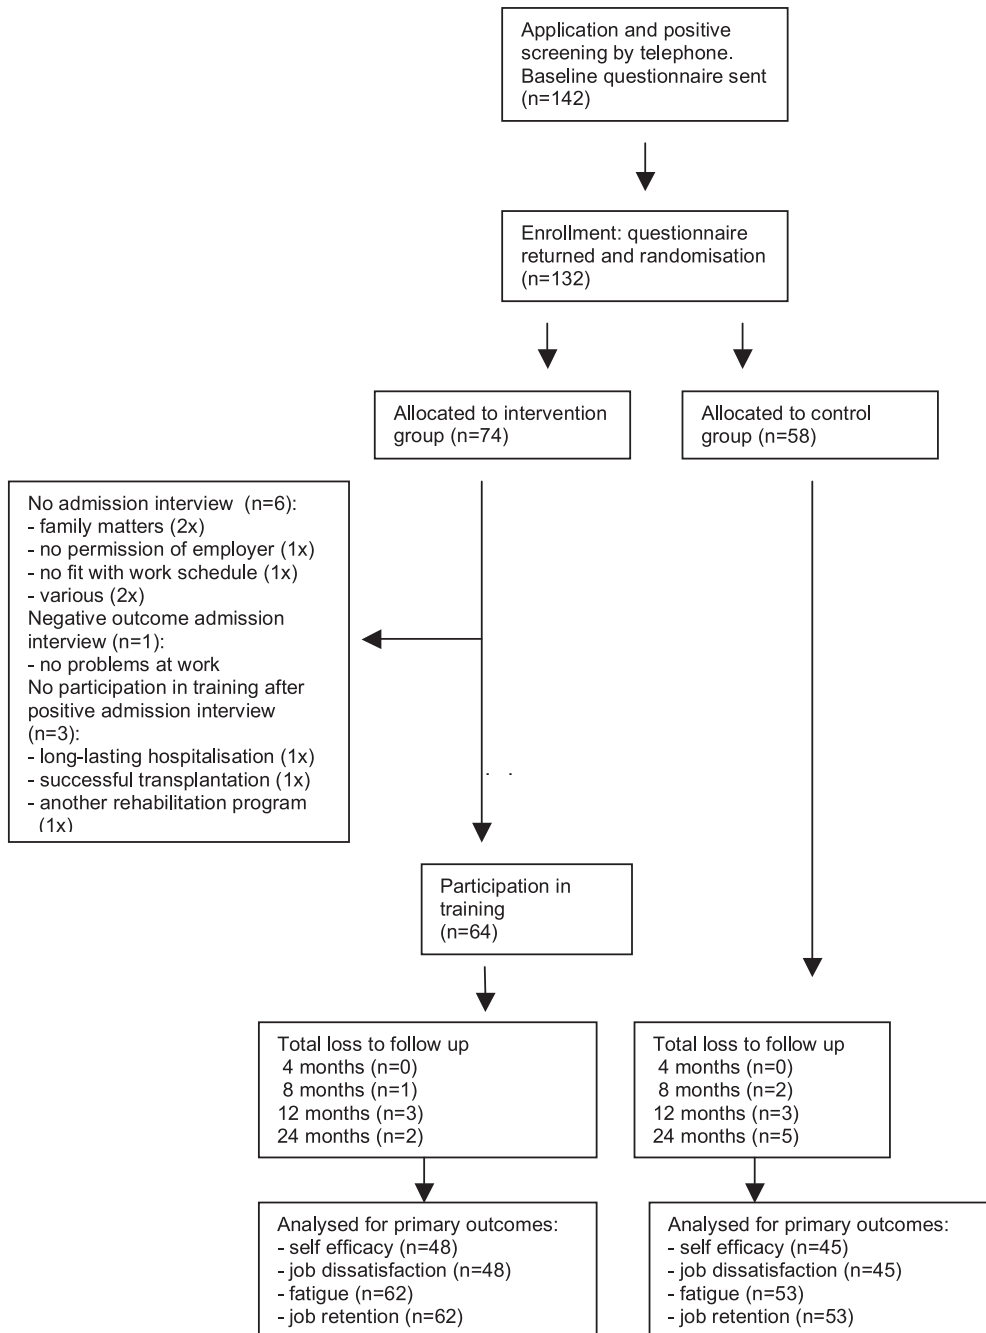 Application and positive
screening by telephone.
Baseline questionnaire sent
(n=142)
Enrollment: questionnaire
returned and randomisation
(n=132)
Allocated to intervention
group (n=74)
Allocated to control
group (n=58)
No admission interview (n=6):
- family matters (2x)
- no permission of employer (1x)
- no fit with work schedule (1x)
- various (2x)
Negative outcome admission
interview (n=1):
- no problems at work
No participation in training after
positive admission interview
(n=3):
- long-lasting hospitalisation (1x)
- successful transplantation (1x)
- another rehabilitation program
(1x)
Participation in
training
(n=64)
Total loss to follow up
4 months (n=0)
8 months (n=1)
12 months (n=3)
24 months (n=2)
Total loss to follow up
4 months (n=0)
8 months (n=2)
12 months (n=3)
24 months (n=5)
Analysed for primary outcomes:
- self efficacy (n=48)
- job dissatisfaction (n=48)
- fatigue (n=62)
- job retention (n=62)
Analysed for primary outcomes:
- self efficacy (n=45)
- job dissatisfaction (n=45)
- fatigue (n=53)
- job retention (n=53)